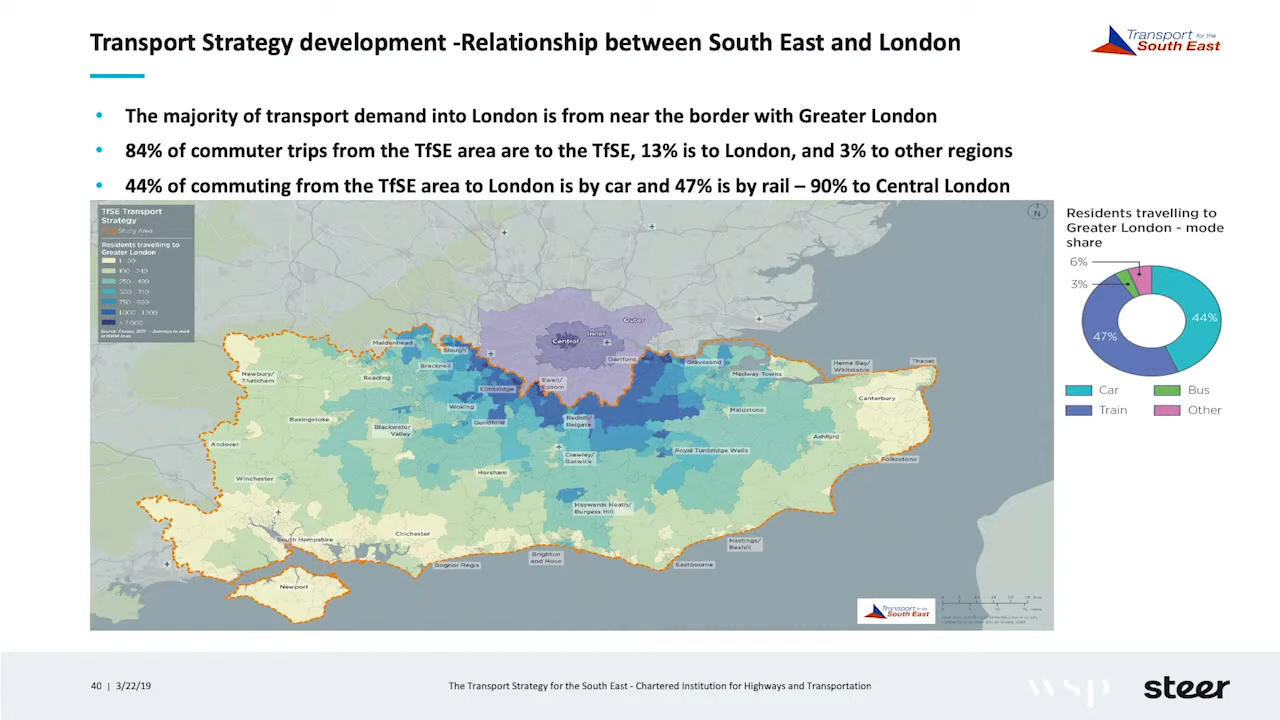 Transport Strategy development -Relationship between South East and London
Transport for the
South East
• The majority of transport demand into London is from near the border with Greater London
• 84% of commuter trips from the TfSE area are to the TfSE, 13% is to London, and 3% to other regions
• 44% of commuting from the TfSE area to London is by car and 47% is by rail – 90% to Central London
TfSE Transport
Strategy
Study Area
Residents travelling to
Greater London
N
Outer
Inner
Central
Maidenhead
Slough
Bracknell
Dartford
Gravesend
Herne Bay/
Whitstable
Thanet
Newbury/
Thatcham
Reading
Elmbridge
Ewell/
Epsom
Medway Towns
Canterbury
Woking
Guildford
Basingstoke
Blackwater
Valley
Redhill/
Reigate
Maidstone
Andover
Ashford
Crawley/
Gatwick
Royal Tunbridge Wells
Folkestone
Winchester
Horsham
Haywards Heath/
Burgess Hill
South Hampshire
Chichester
Hastings/
Bexhill
Bognor Regis
Brighton
and Hove
Eastbourne
Newport
Transport for the
South East
Residents travelling to
Greater London - mode
share
6%
3%
44%
47%
Car
Bus
Train
Other
40 | 3/22/19
The Transport Strategy for the South East - Chartered Institution for Highways and Transportation
wsp
steer